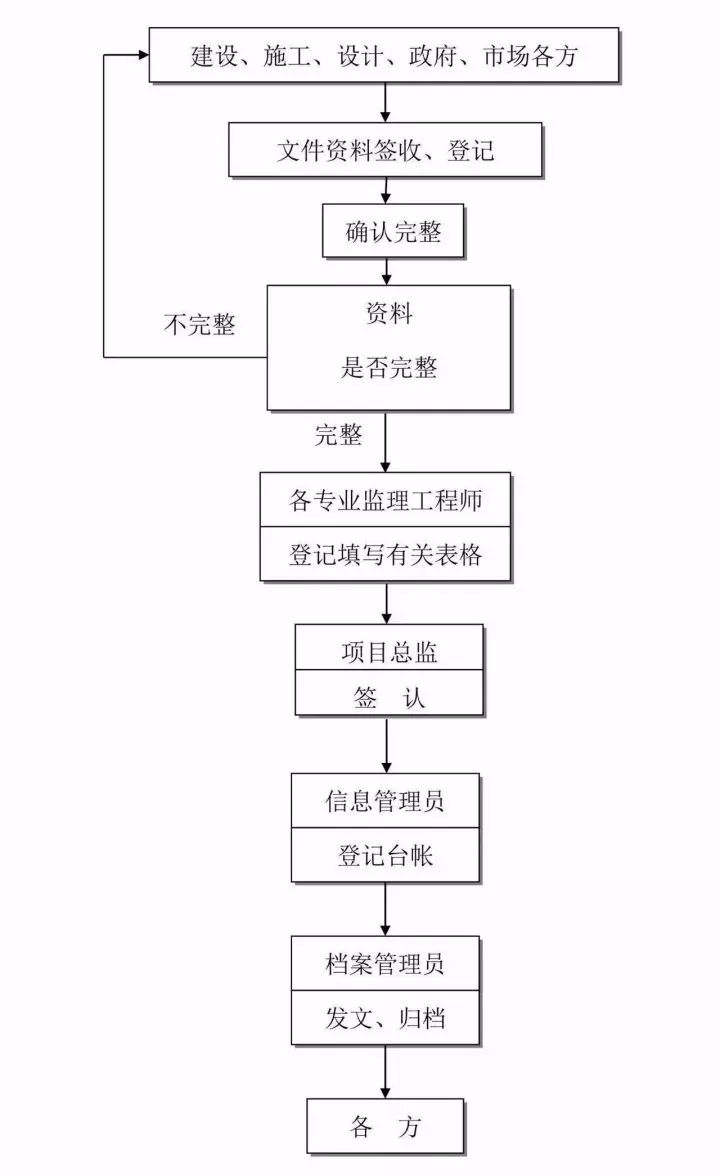 建设、施工、设计、政府、市场各方
文件资料签收、登记
确认完整
资料
不完整
是否完整
完整
各专业监理工程师
登记填写有关表格
项目总监
签 认
信息管理员
登记台帐
档案管理员
发文、归档
各 方